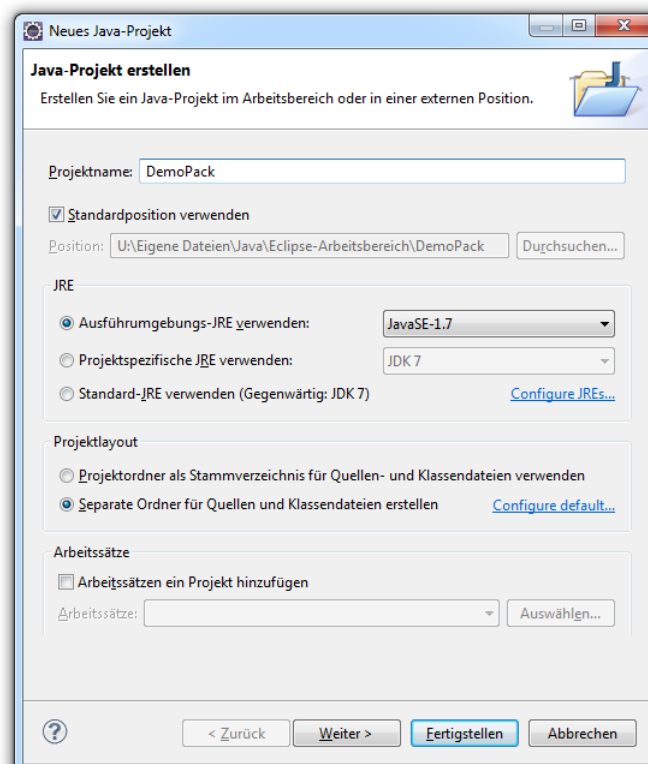 Neues Java-Projekt
Java-Projekt erstellen
Erstellen Sie ein Java-Projekt im Arbeitsbereich oder in einer externen Position.
Projektname: DemoPack
Standardposition verwenden
Position: U:\Eigene Dateien\Java\Eclipse-Arbeitsbereich\DemoPack Durchsuchen...
JRE
Ausführumgebungs-JRE verwenden: JavaSE-1.7
Projektspezifische JRE verwenden: JDK 7
Standard-JRE verwenden (Gegenwärtig: JDK 7) Configure JREs...
Projektlayout
Projektordner als Stammverzeichnis für Quellen- und Klassendateien verwenden
Separate Ordner für Quellen und Klassendateien erstellen Configure default...
Arbeitssätze
Arbeitssätzen ein Projekt hinzufügen
Arbeitssätze: Auswählen...
? < Zurück Weiter > Fertigstellen Abbrechen